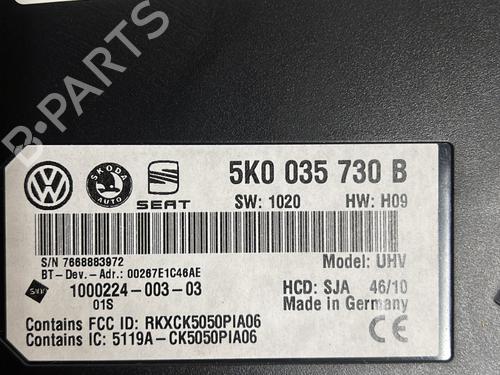 B-PARTS
SKODA
AUTO
SEAT
5K0 035 730 B
SW: 1020 HW: H09
S/N 7668883972
BT-Dev.-Adr.: 00267E1C46AE
Model: UHV
1000224-003-03
01S
HCD: SJA 46/10
Made in Germany
Contains FCC ID: RKXCK5050PIA06
Contains IC: 5119A-CK5050PIA06
CE